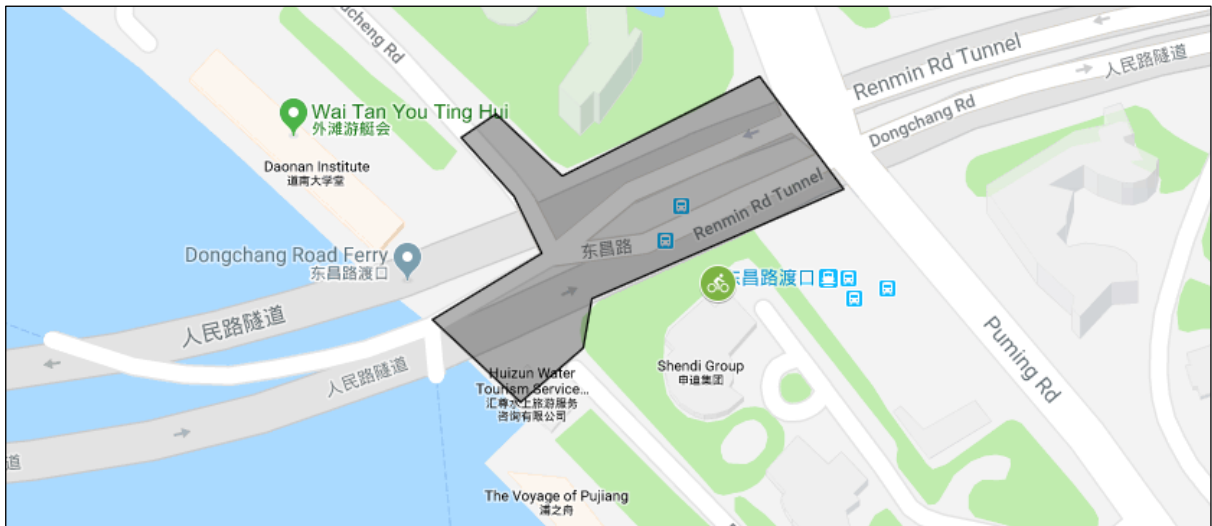 ucheng Rd
Renmin Rd Tunnel
人民路隧道
Dongchang Rd
Wai Tan You Ting Hui
外滩游艇会
Daonan Institute
道南大学堂
Renmin Rd Tunnel
东昌路
Dongchang Road Ferry
东昌路渡口
东昌路渡口
人民路隧道
Puming Rd
人民路隧道
Huizun Water
Tourism Service...
汇尊水上旅游服务
咨询有限公司
Shendi Group
申迪集团
道
The Voyage of Pujiang
浦之舟